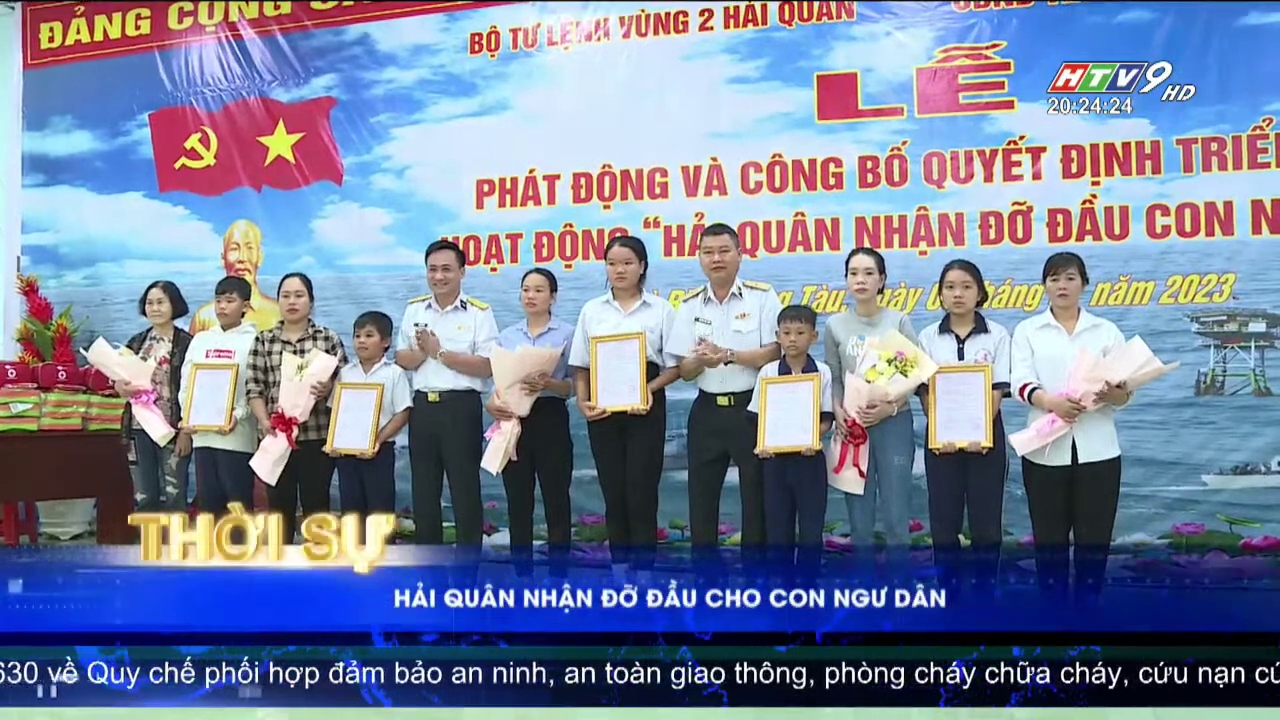 ĐẢNG CỘNG
BỘ TƯ LỆNH VÙNG 2 HẢI QUÂN
LỄ
HTV9 HD
20:24:24
PHÁT ĐỘNG VÀ CÔNG BỐ QUYẾT ĐỊNH TRIỂN
HOẠT ĐỘNG "HẢI QUÂN NHẬN ĐỠ ĐẦU CON
Tàu, năm 2023
THỜI SỰ
HẢI QUÂN NHẬN ĐỠ ĐẦU CHO CON NGƯ DÂN
630 về Quy chế phối hợp đảm bảo an ninh, an toàn giao thông, phòng cháy chữa cháy, cứu nạn